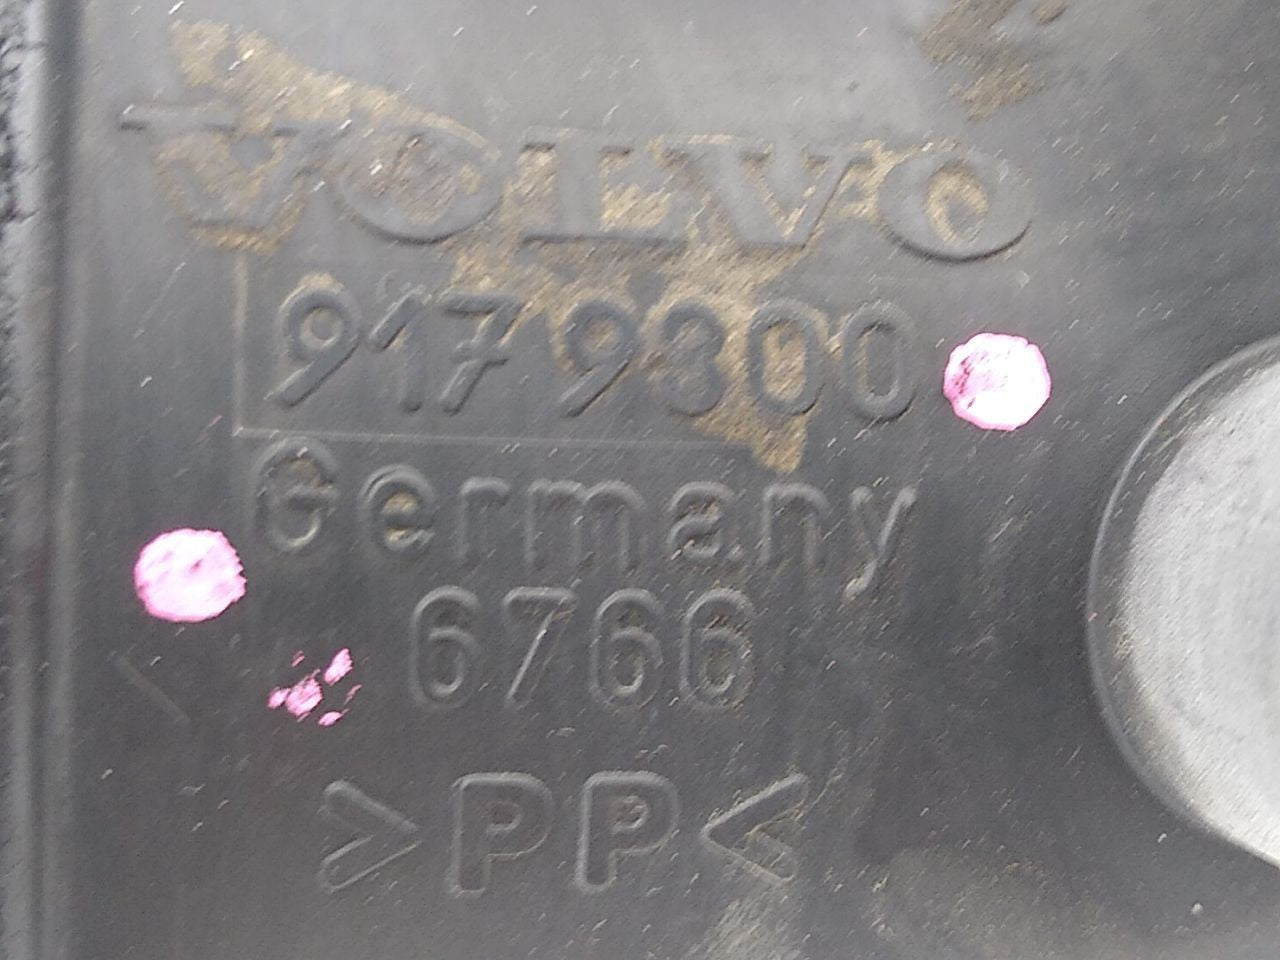 VOLVO
9179300
Germany
6766
>PP<